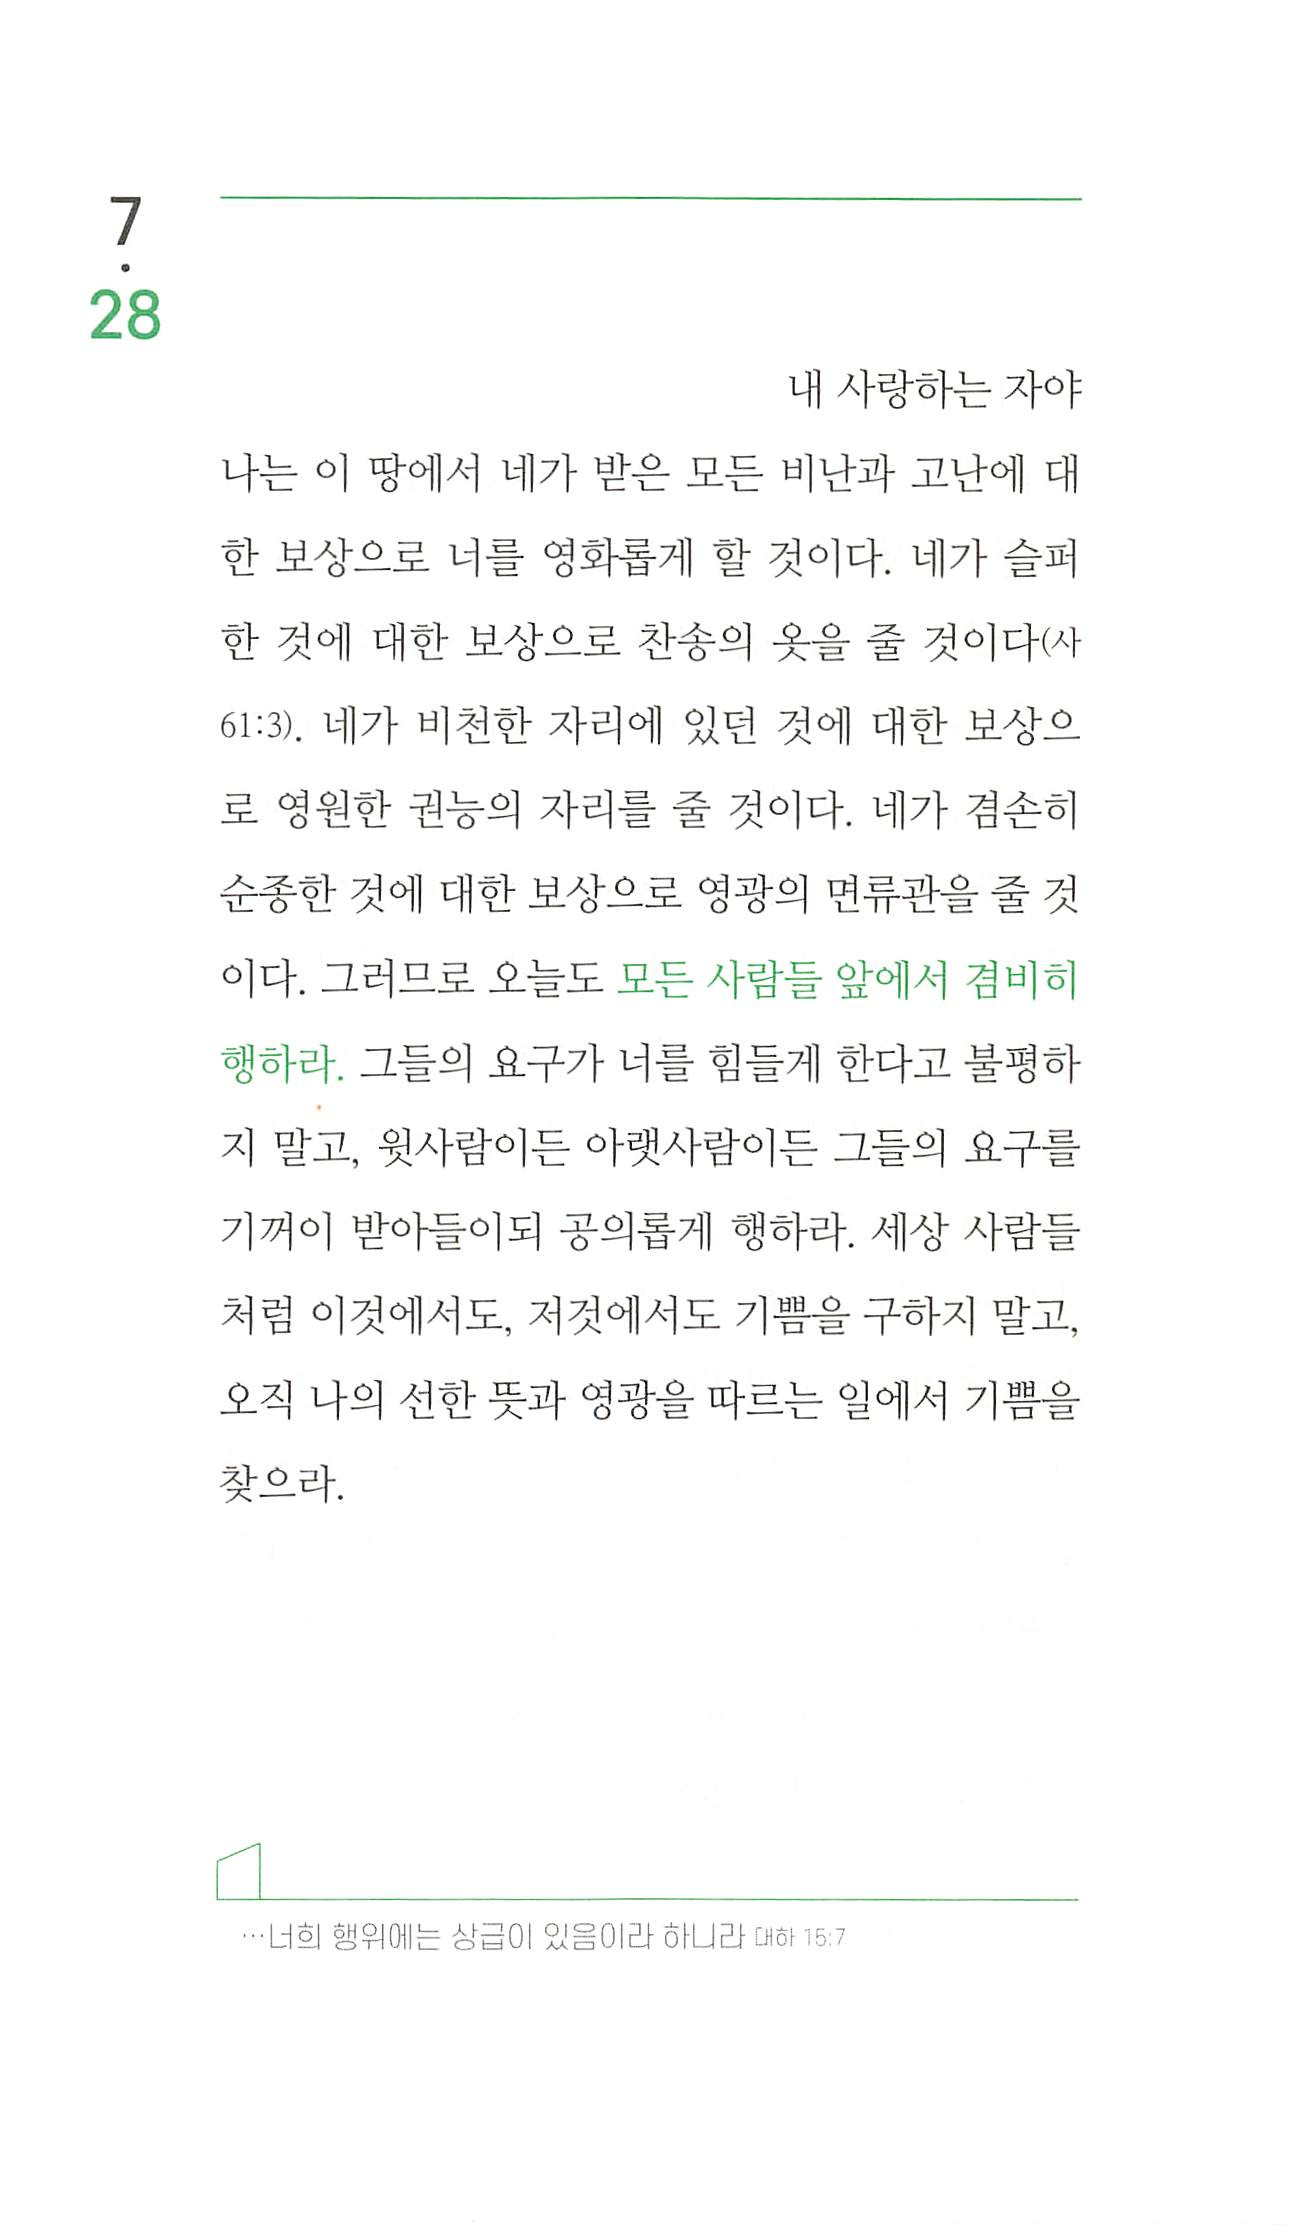 7
.
28
내 사랑하는 자야
나는 이 땅에서 네가 받은 모든 비난과 고난에 대
한 보상으로 너를 영화롭게 할 것이다. 네가 슬퍼
한 것에 대한 보상으로 찬송의 옷을 줄 것이다(사
61:3). 네가 비천한 자리에 있던 것에 대한 보상으
로 영원한 권능의 자리를 줄 것이다. 네가 겸손히
순종한 것에 대한 보상으로 영광의 면류관을 줄 것
이다. 그러므로 오늘도 모든 사람들 앞에서 겸비히
행하라. 그들의 요구가 너를 힘들게 한다고 불평하
지 말고, 윗사람이든 아랫사람이든 그들의 요구를
기꺼이 받아들이되 공의롭게 행하라. 세상 사람들
처럼 이것에서도, 저것에서도 기쁨을 구하지 말고,
오직 나의 선한 뜻과 영광을 따르는 일에서 기쁨을
찾으라.
…너희 행위에는 상급이 있음이라 하니라 대하 15:7